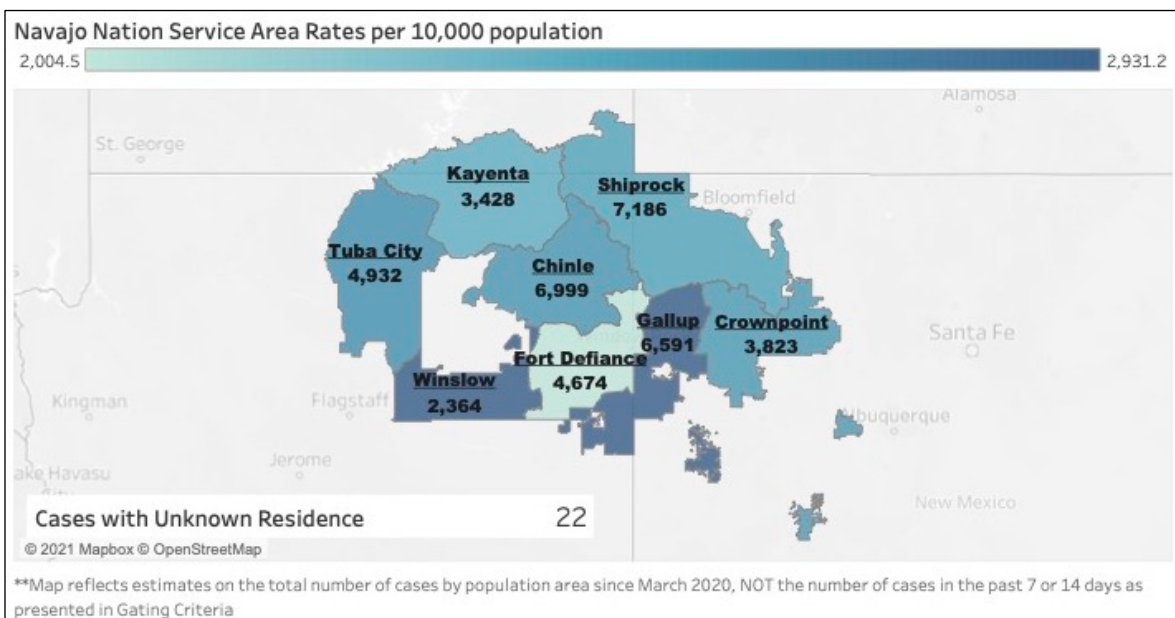 Navajo Nation Service Area Rates per 10,000 population
2,004.5
2,931.2
Alamosa
St. George
Kayenta
3,428
Shiprock
7,186
Bloomfield
Tuba City
4,932
Chinle
6,999
Gallup
6,591
Crownpoint
3,823
Santa Fe
Fort Defiance
4,674
Winslow
2,364
Kingman
Flagstaff
Albuquerque
Jerome
ake Havasu
New Mexico
Cases with Unknown Residence
22
© 2021 Mapbox © OpenStreetMap
**Map reflects estimates on the total number of cases by population area since March 2020, NOT the number of cases in the past 7 or 14 days as
presented in Gating Criteria